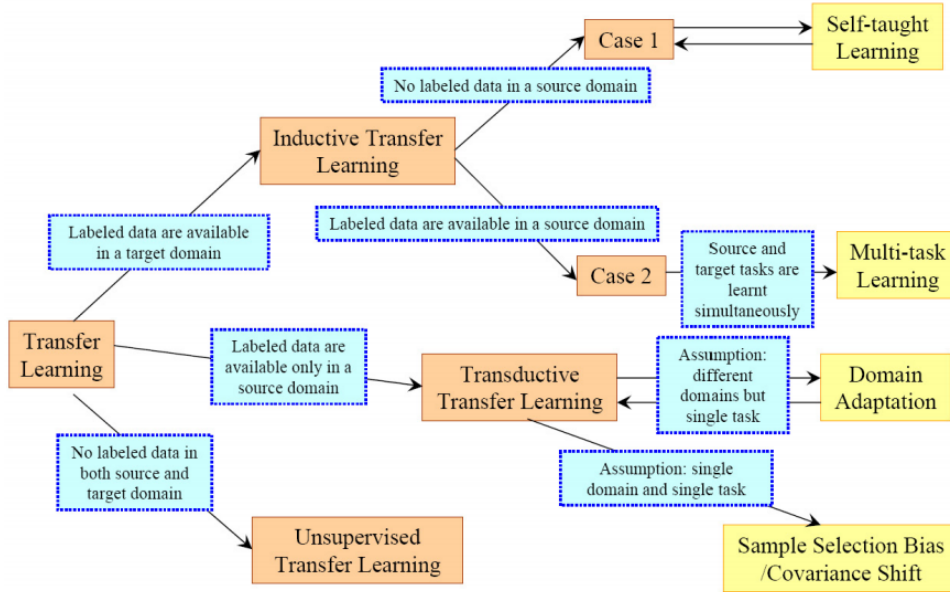 Case 1
Self-taught
Learning
No labeled data in a source domain
Inductive Transfer
Learning
Labeled data are available
in a target domain
Labeled data are available in a source domain
Case 2
Source and
target tasks are
learnt
simultaneously
Multi-task
Learning
Transfer
Learning
Labeled data are
available only in a
source domain
Transductive
Transfer Learning
Assumption:
different
domains but
single task
Domain
Adaptation
No labeled data in
both source and
target domain
Assumption: single
domain and single task
Unsupervised
Transfer Learning
Sample Selection Bias
/Covariance Shift